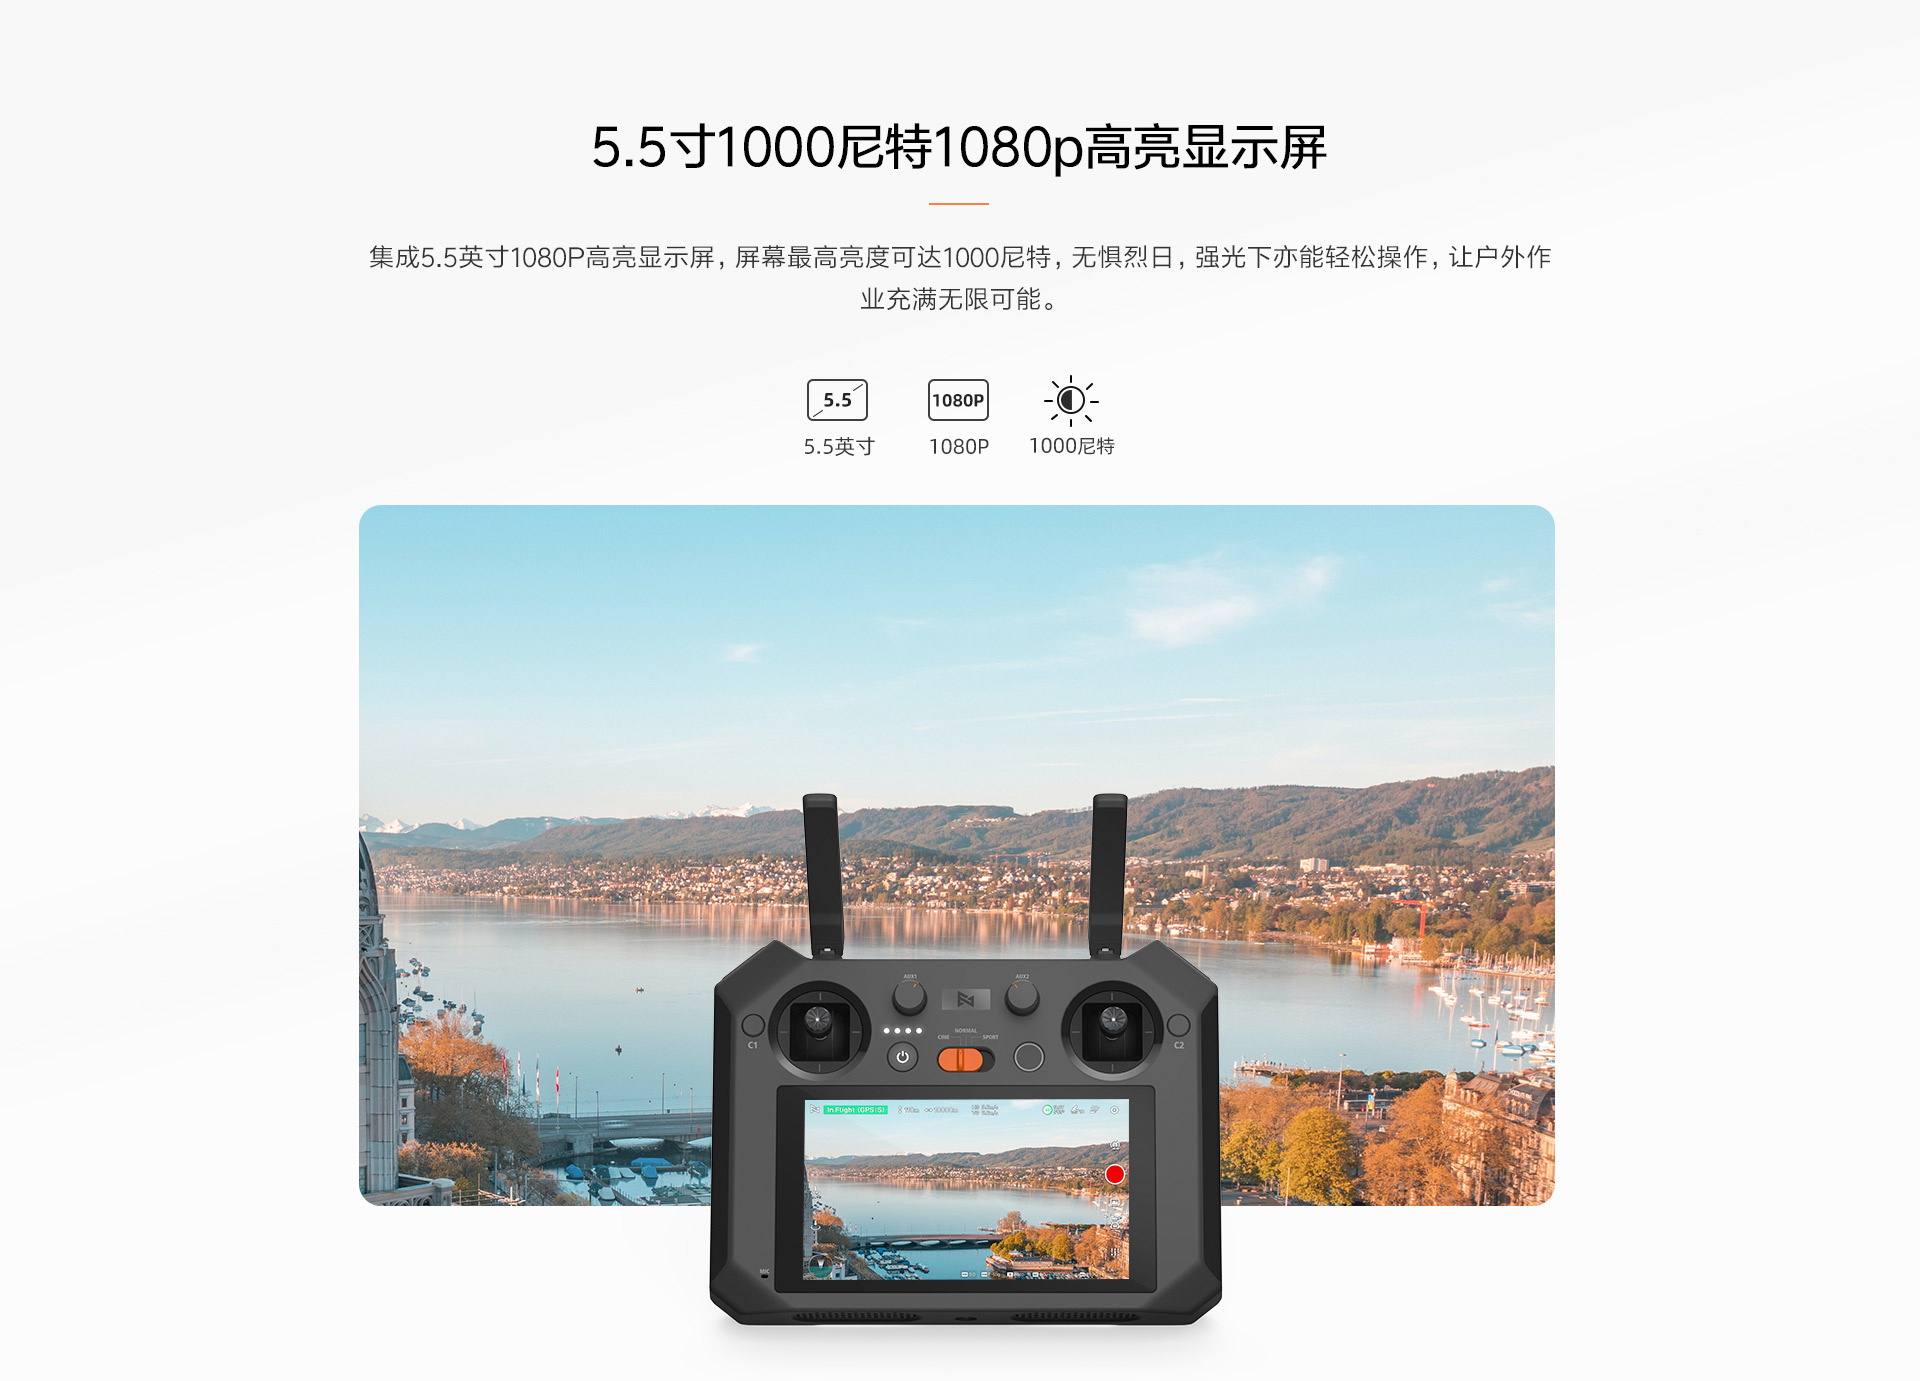 5.5寸1000尼特1080p高亮显示屏
集成5.5英寸1080P高亮显示屏，屏幕最高亮度可达1000尼特，无惧烈日，强光下亦能轻松操作，让户外作
业充满无限可能。
5.5
1080P
5.5英寸
1080P
1000尼特
AUX1
AUX2
NORMAL
CINE
SPORT
C1
C2
In Flight (GPS:S)
MIC